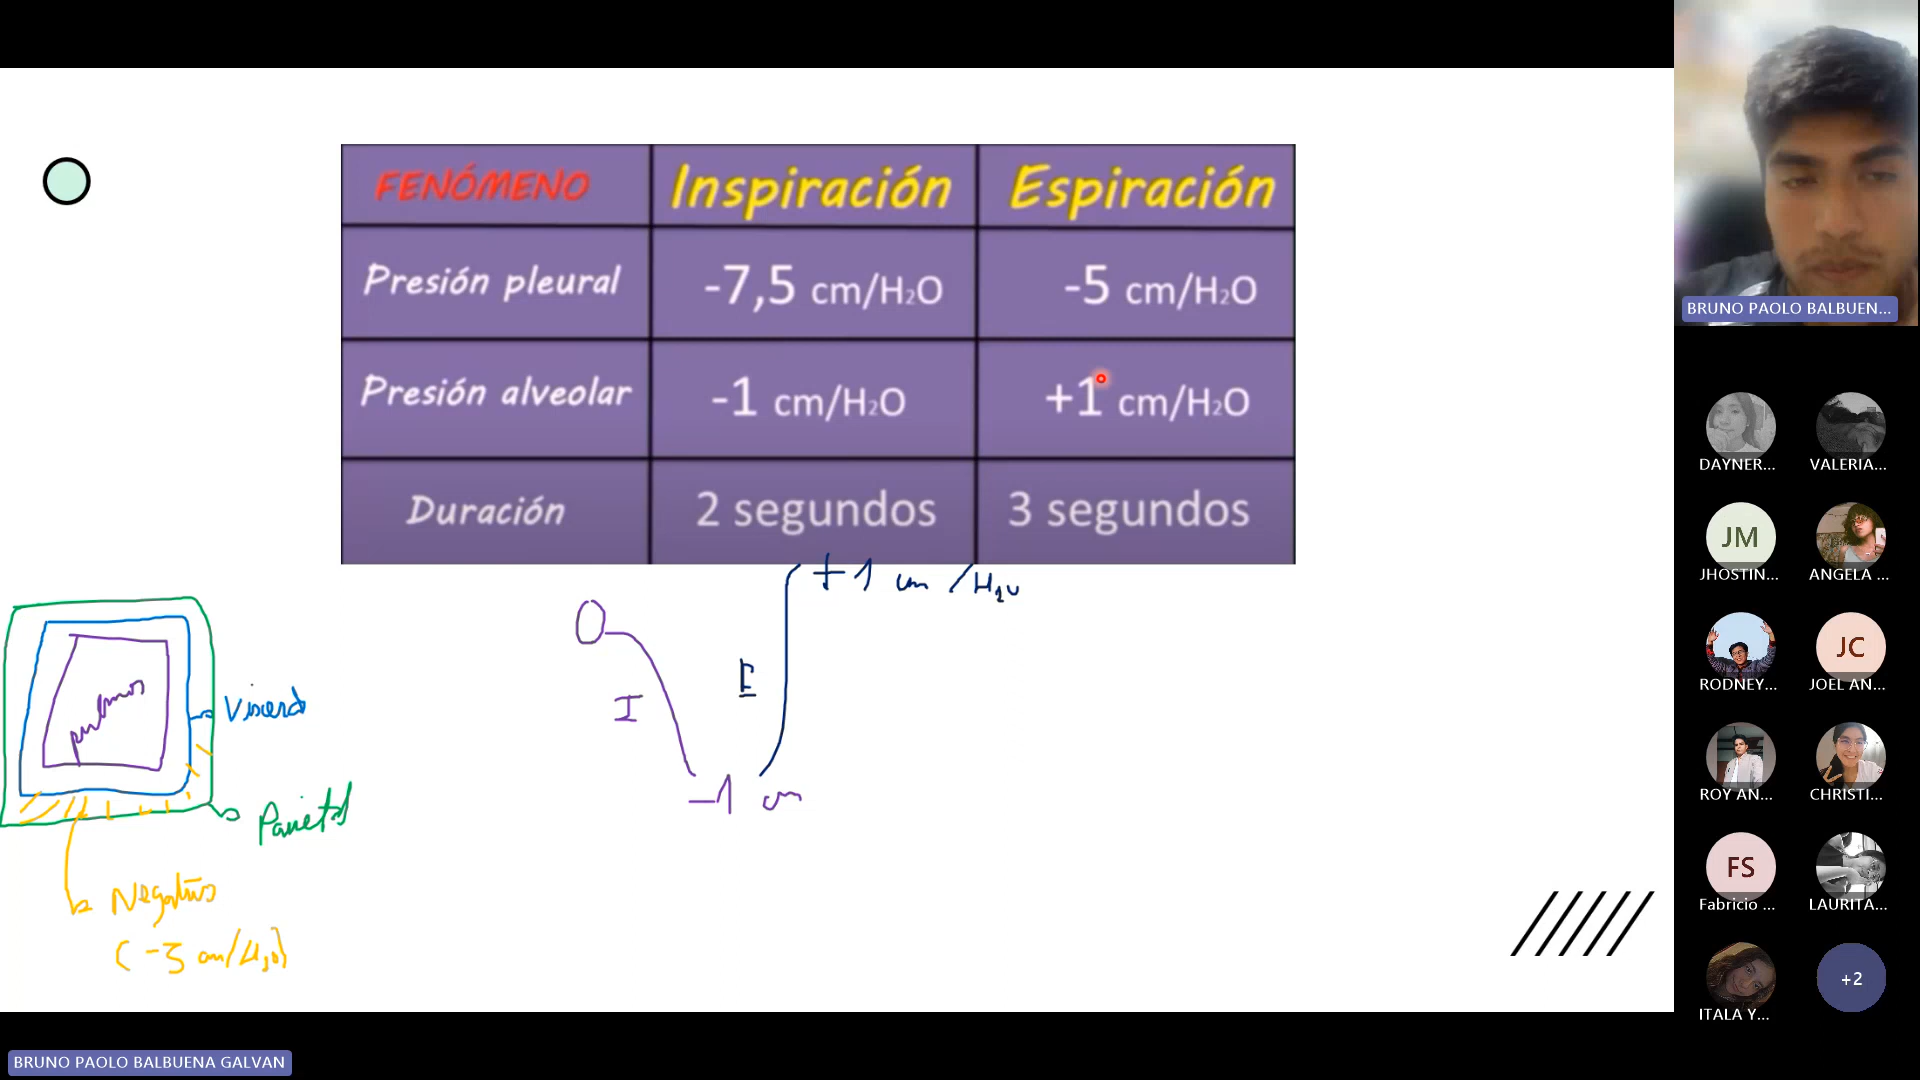 FENÓMENO Inspiración Espiración
Presión pleural -7,5 cm/H₂O -5 cm/H₂O
Presión alveolar -1 cm/H₂O +1 cm/H₂O
Duración 2 segundos 3 segundos
+1 cm/H₂O
O
I
E
-1 cm
pulmones
Visceral
Parietal
Negativo
(-5 cm/H₂O)
BRUNO PAOLO BALBUEN...
DAYNER...
VALERIA...
JM
JHOSTIN...
ANGELA ...
RODNEY...
JC
JOEL AN...
ROY AN...
CHRISTI...
FS
Fabricio ...
LAURITA...
ITALA Y...
+2
BRUNO PAOLO BALBUENA GALVAN